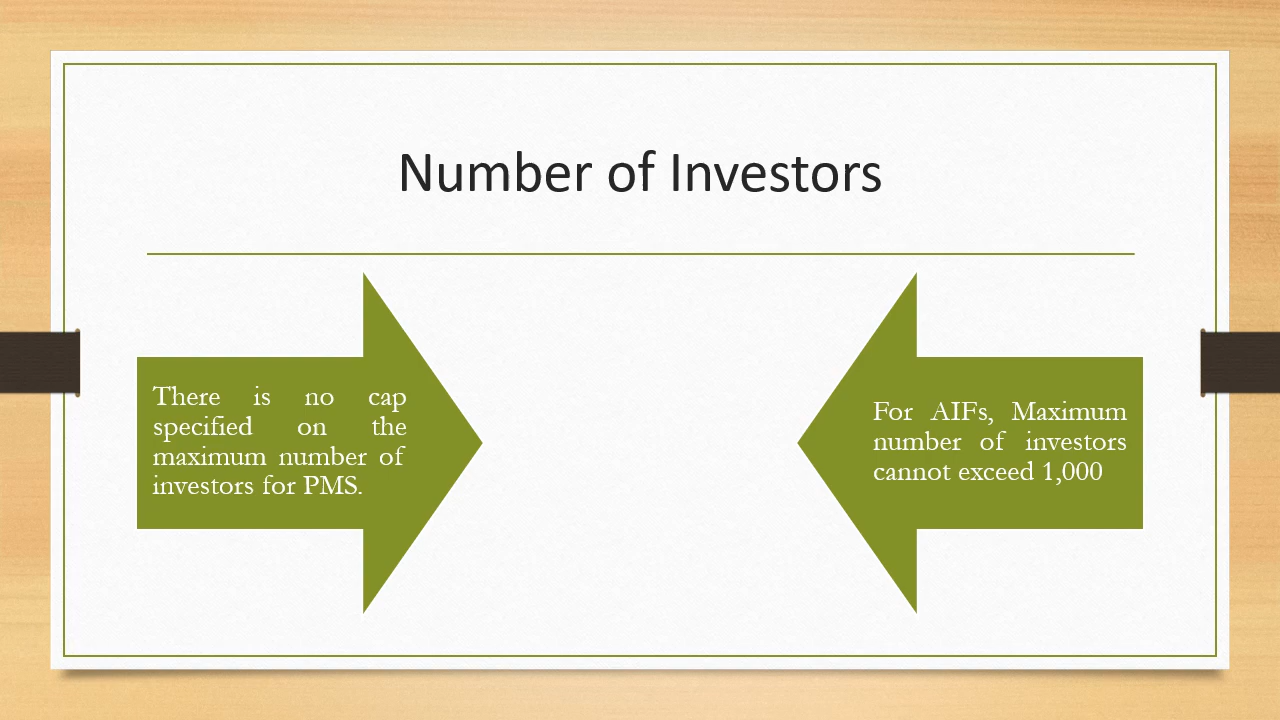 Number of Investors
There is no cap
specified on the
maximum number of
investors for PMS.
For AIFs, Maximum
number of investors
cannot exceed 1,000